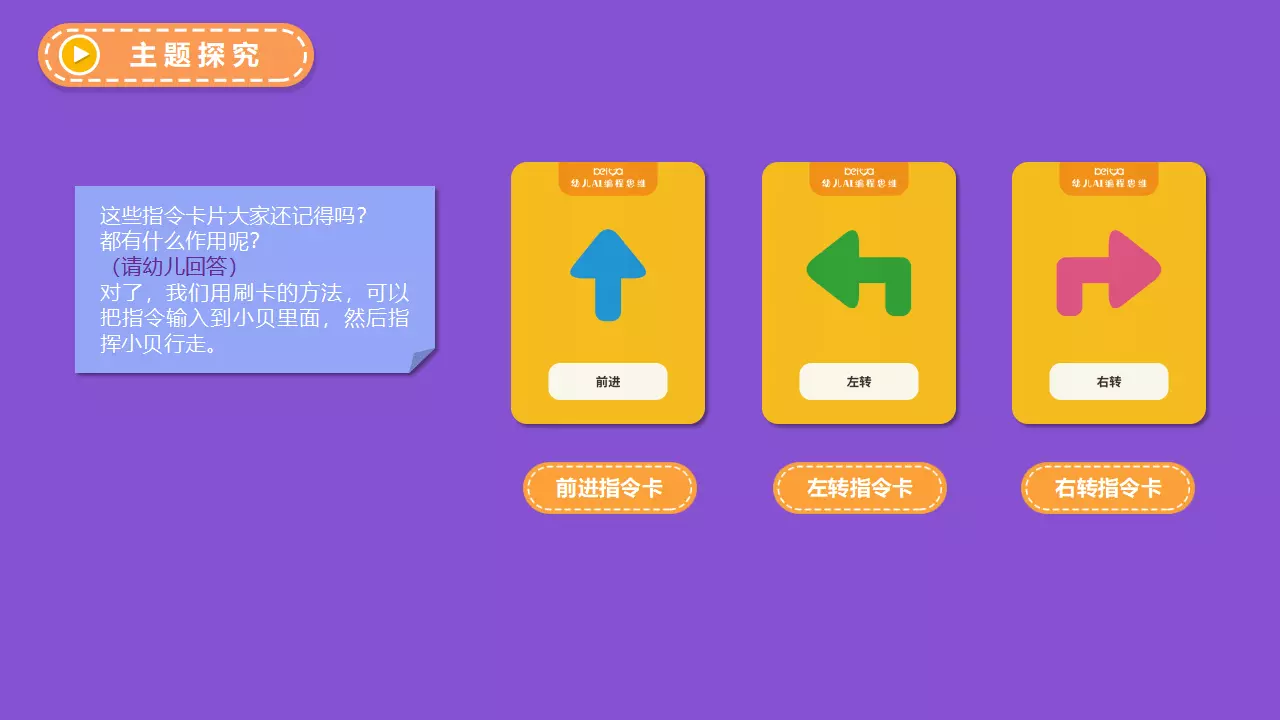 主题探究
这些指令卡片大家还记得吗？
都有什么作用呢？
（请幼儿回答）
对了，我们用刷卡的方法，可以
把指令输入到小贝里面，然后指
挥小贝行走。
beiwa
幼儿AI编程思维
前进
前进指令卡
beiwa
幼儿AI编程思维
左转
左转指令卡
beiwa
幼儿AI编程思维
右转
右转指令卡